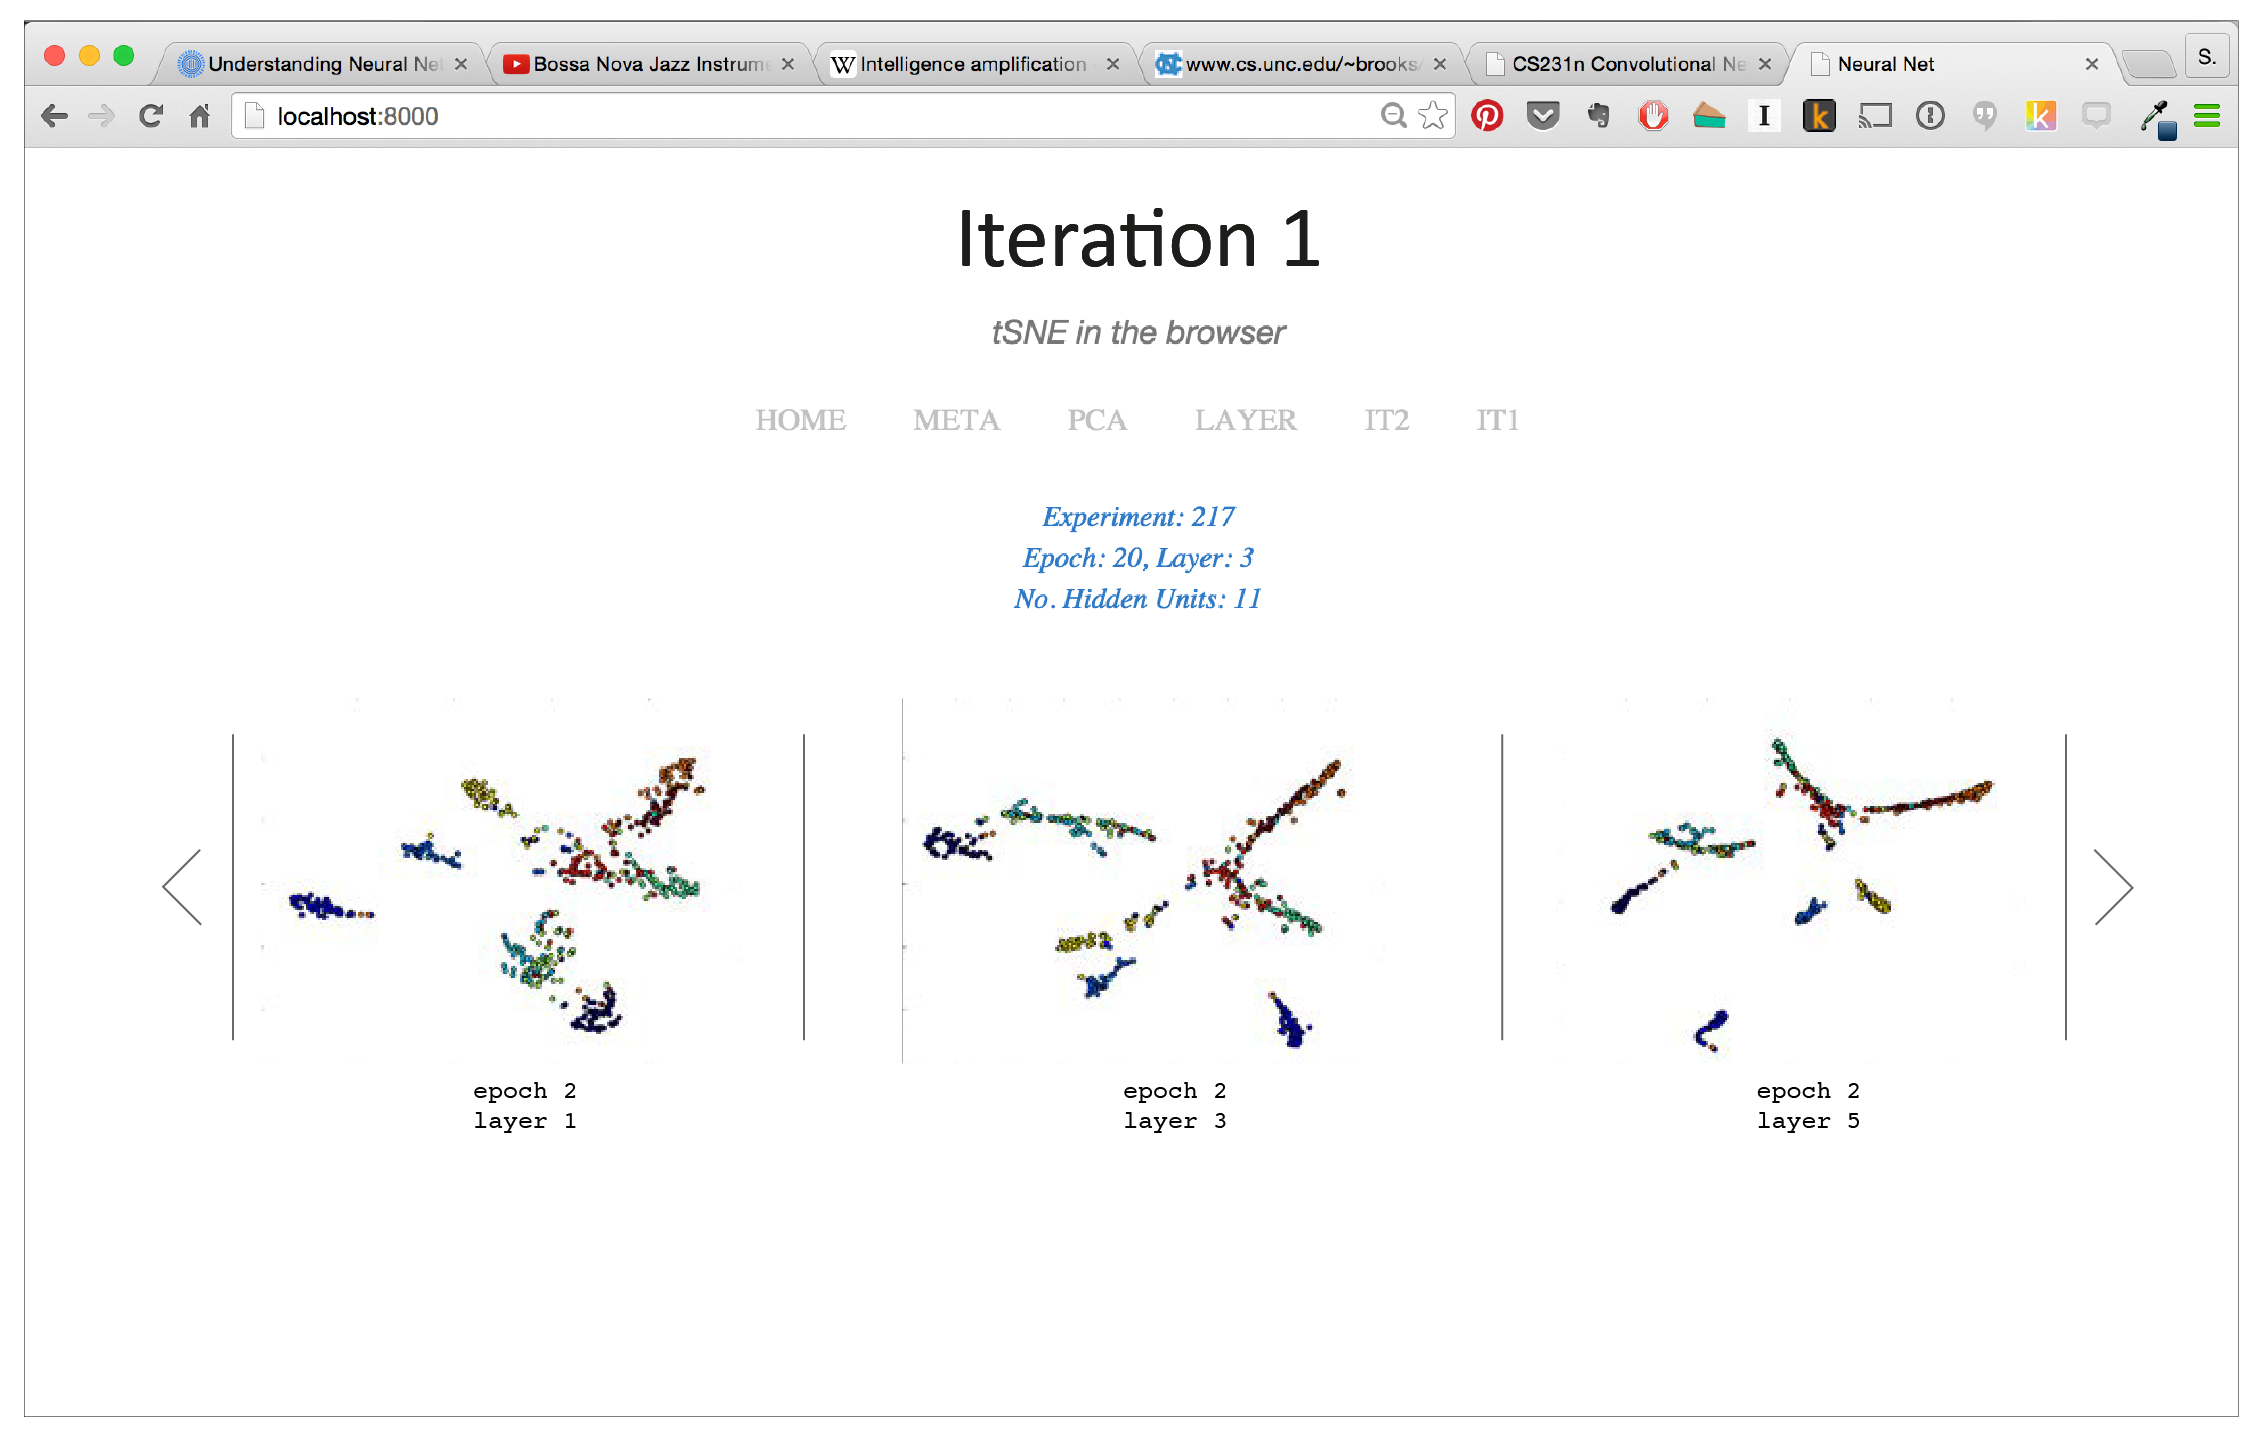 Understanding Neural Net
Bossa Nova Jazz Instrume
Intelligence amplification
www.cs.unc.edu/~brooks/
CS231n Convolutional Ne
Neural Net
S.
localhost:8000
Iteration 1
tSNE in the browser
HOME META PCA LAYER IT2 IT1
Experiment: 217
Epoch: 20, Layer: 3
No. Hidden Units: 11
epoch 2
layer 1
epoch 2
layer 3
epoch 2
layer 5